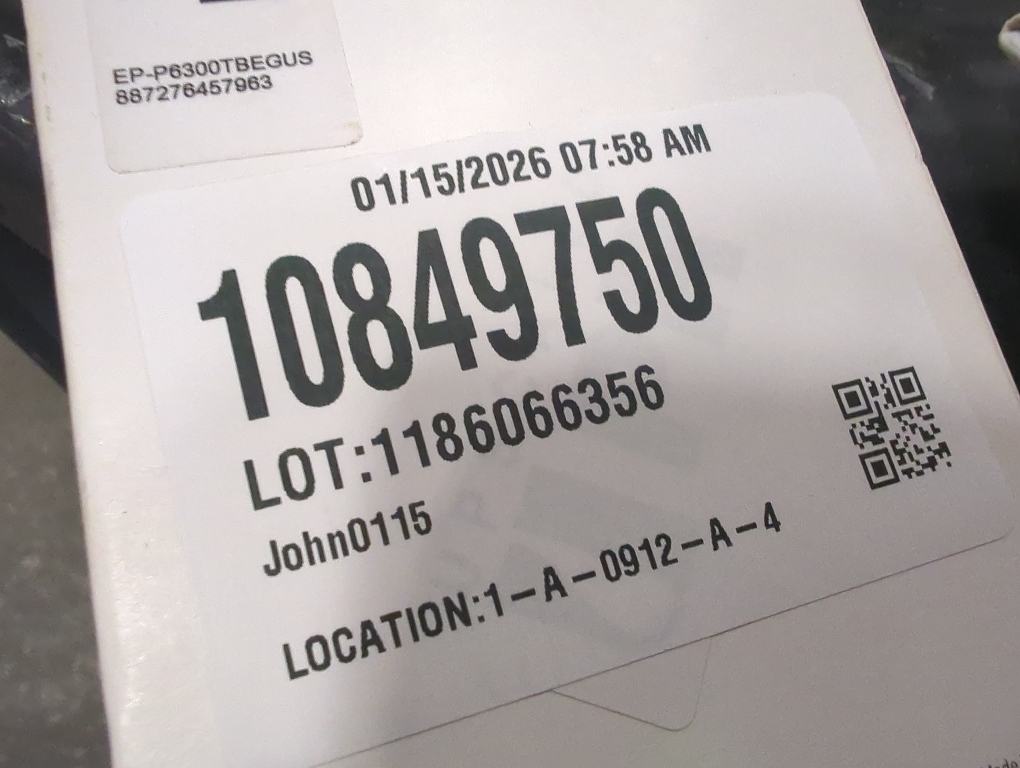 EP-P6300TBEGUS
887276457963
01/15/2026 07:58 AM
10849750
LOT:1186066356
John0115
LOCATION:1-A-0912-A-4